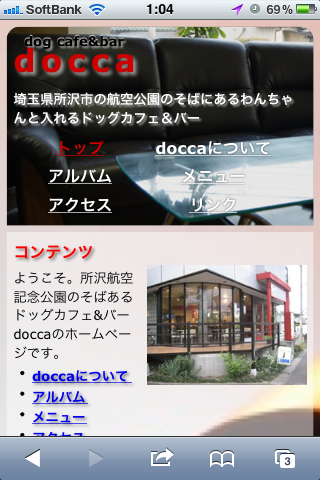 SoftBank 1:04 69%
dog cafe&bar
docca
埼玉県所沢市の航空公園のそばにあるわんちゃ
んと入れるドッグカフェ＆バー
トップ doccaについて
アルバム メニュー
アクセス リンク
コンテンツ
ようこそ。所沢航空
記念公園のそばある
ドッグカフェ&バー
doccaのホームペー
ジです。
doccaについて
アルバム
メニュー
アクセス
3